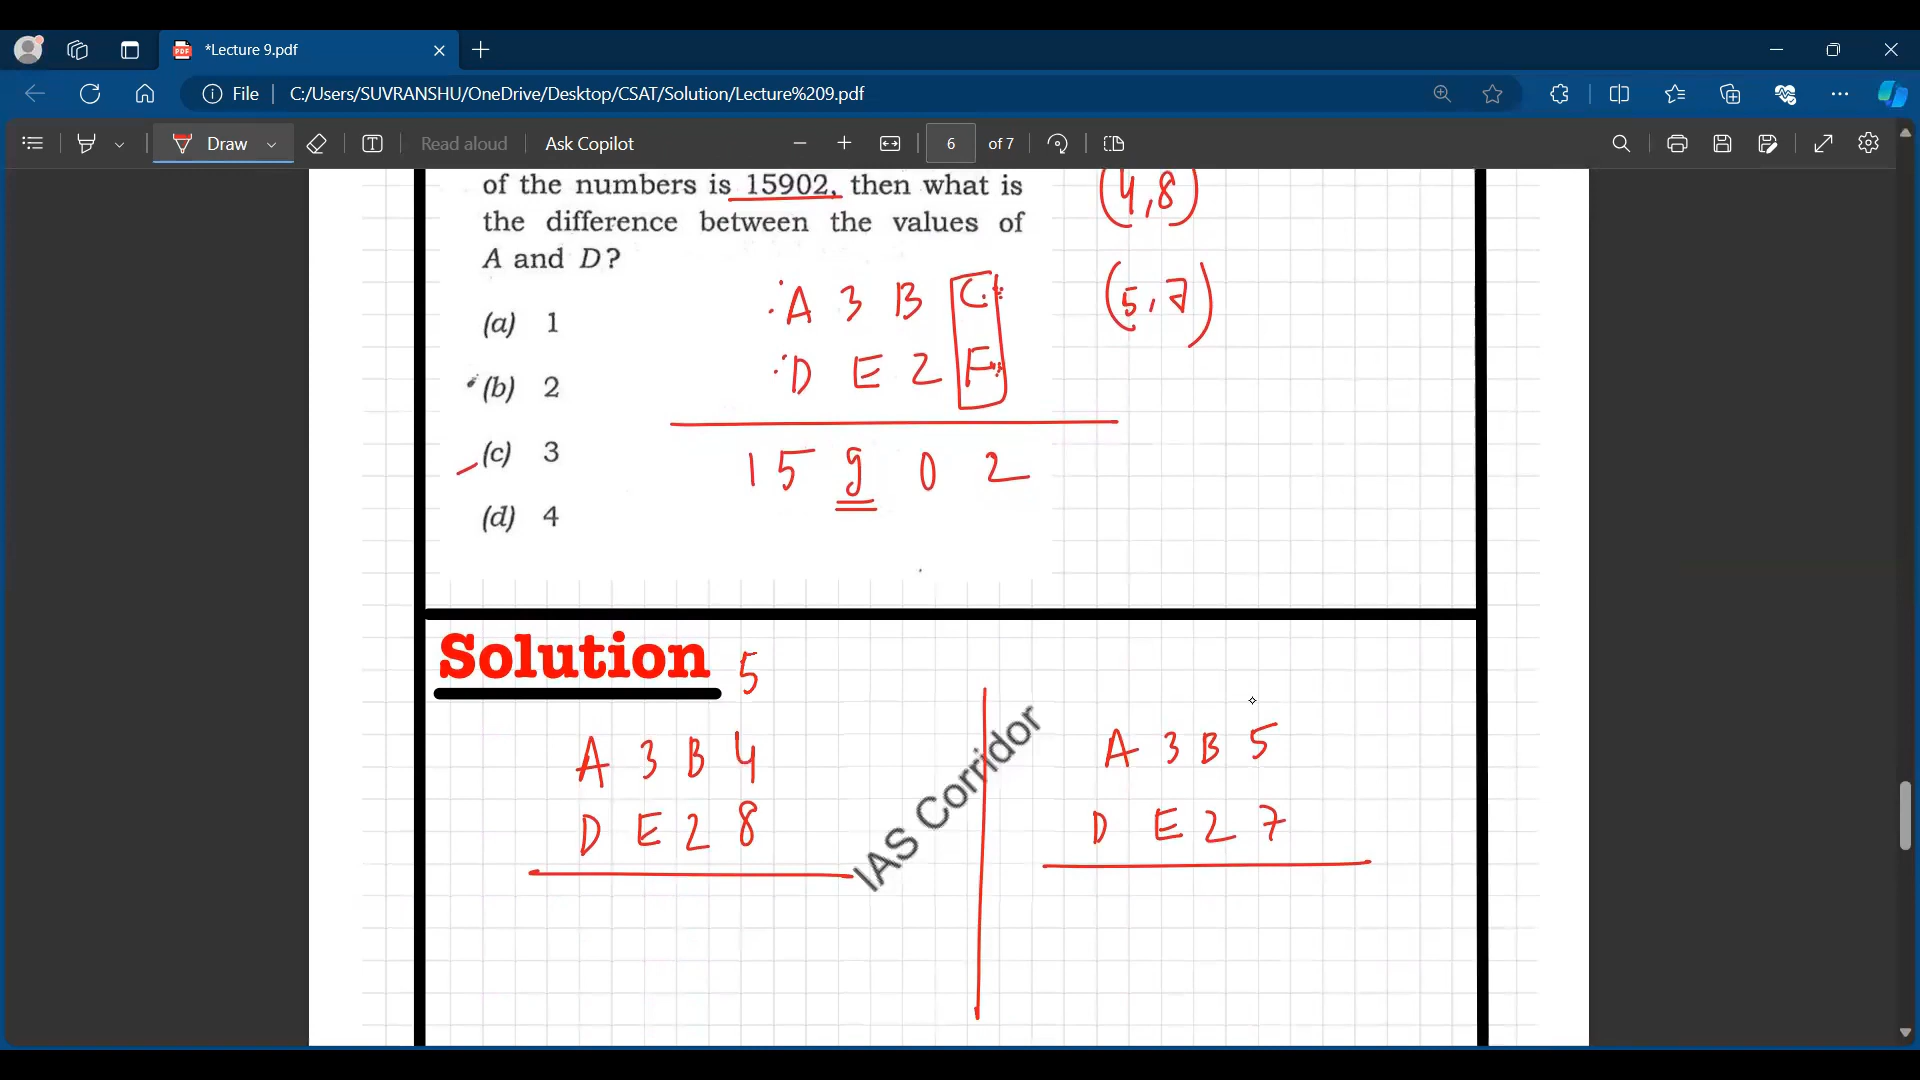 *Lecture 9.pdf
File C:/Users/SUVRANSHU/OneDrive/Desktop/CSAT/Solution/Lecture%209.pdf
Draw Read aloud Ask Copilot 6 of 7
of the numbers is 15902, then what is
the difference between the values of
A and D?
(4,8)
(5,7)
(a) 1
(b) 2
(c) 3
(d) 4
A 3 B C
D E 2 F
1 5 9 0 2
Solution 5
A 3 B 4
D E 2 8
IAS Corridor
A 3 B 5
D E 2 7